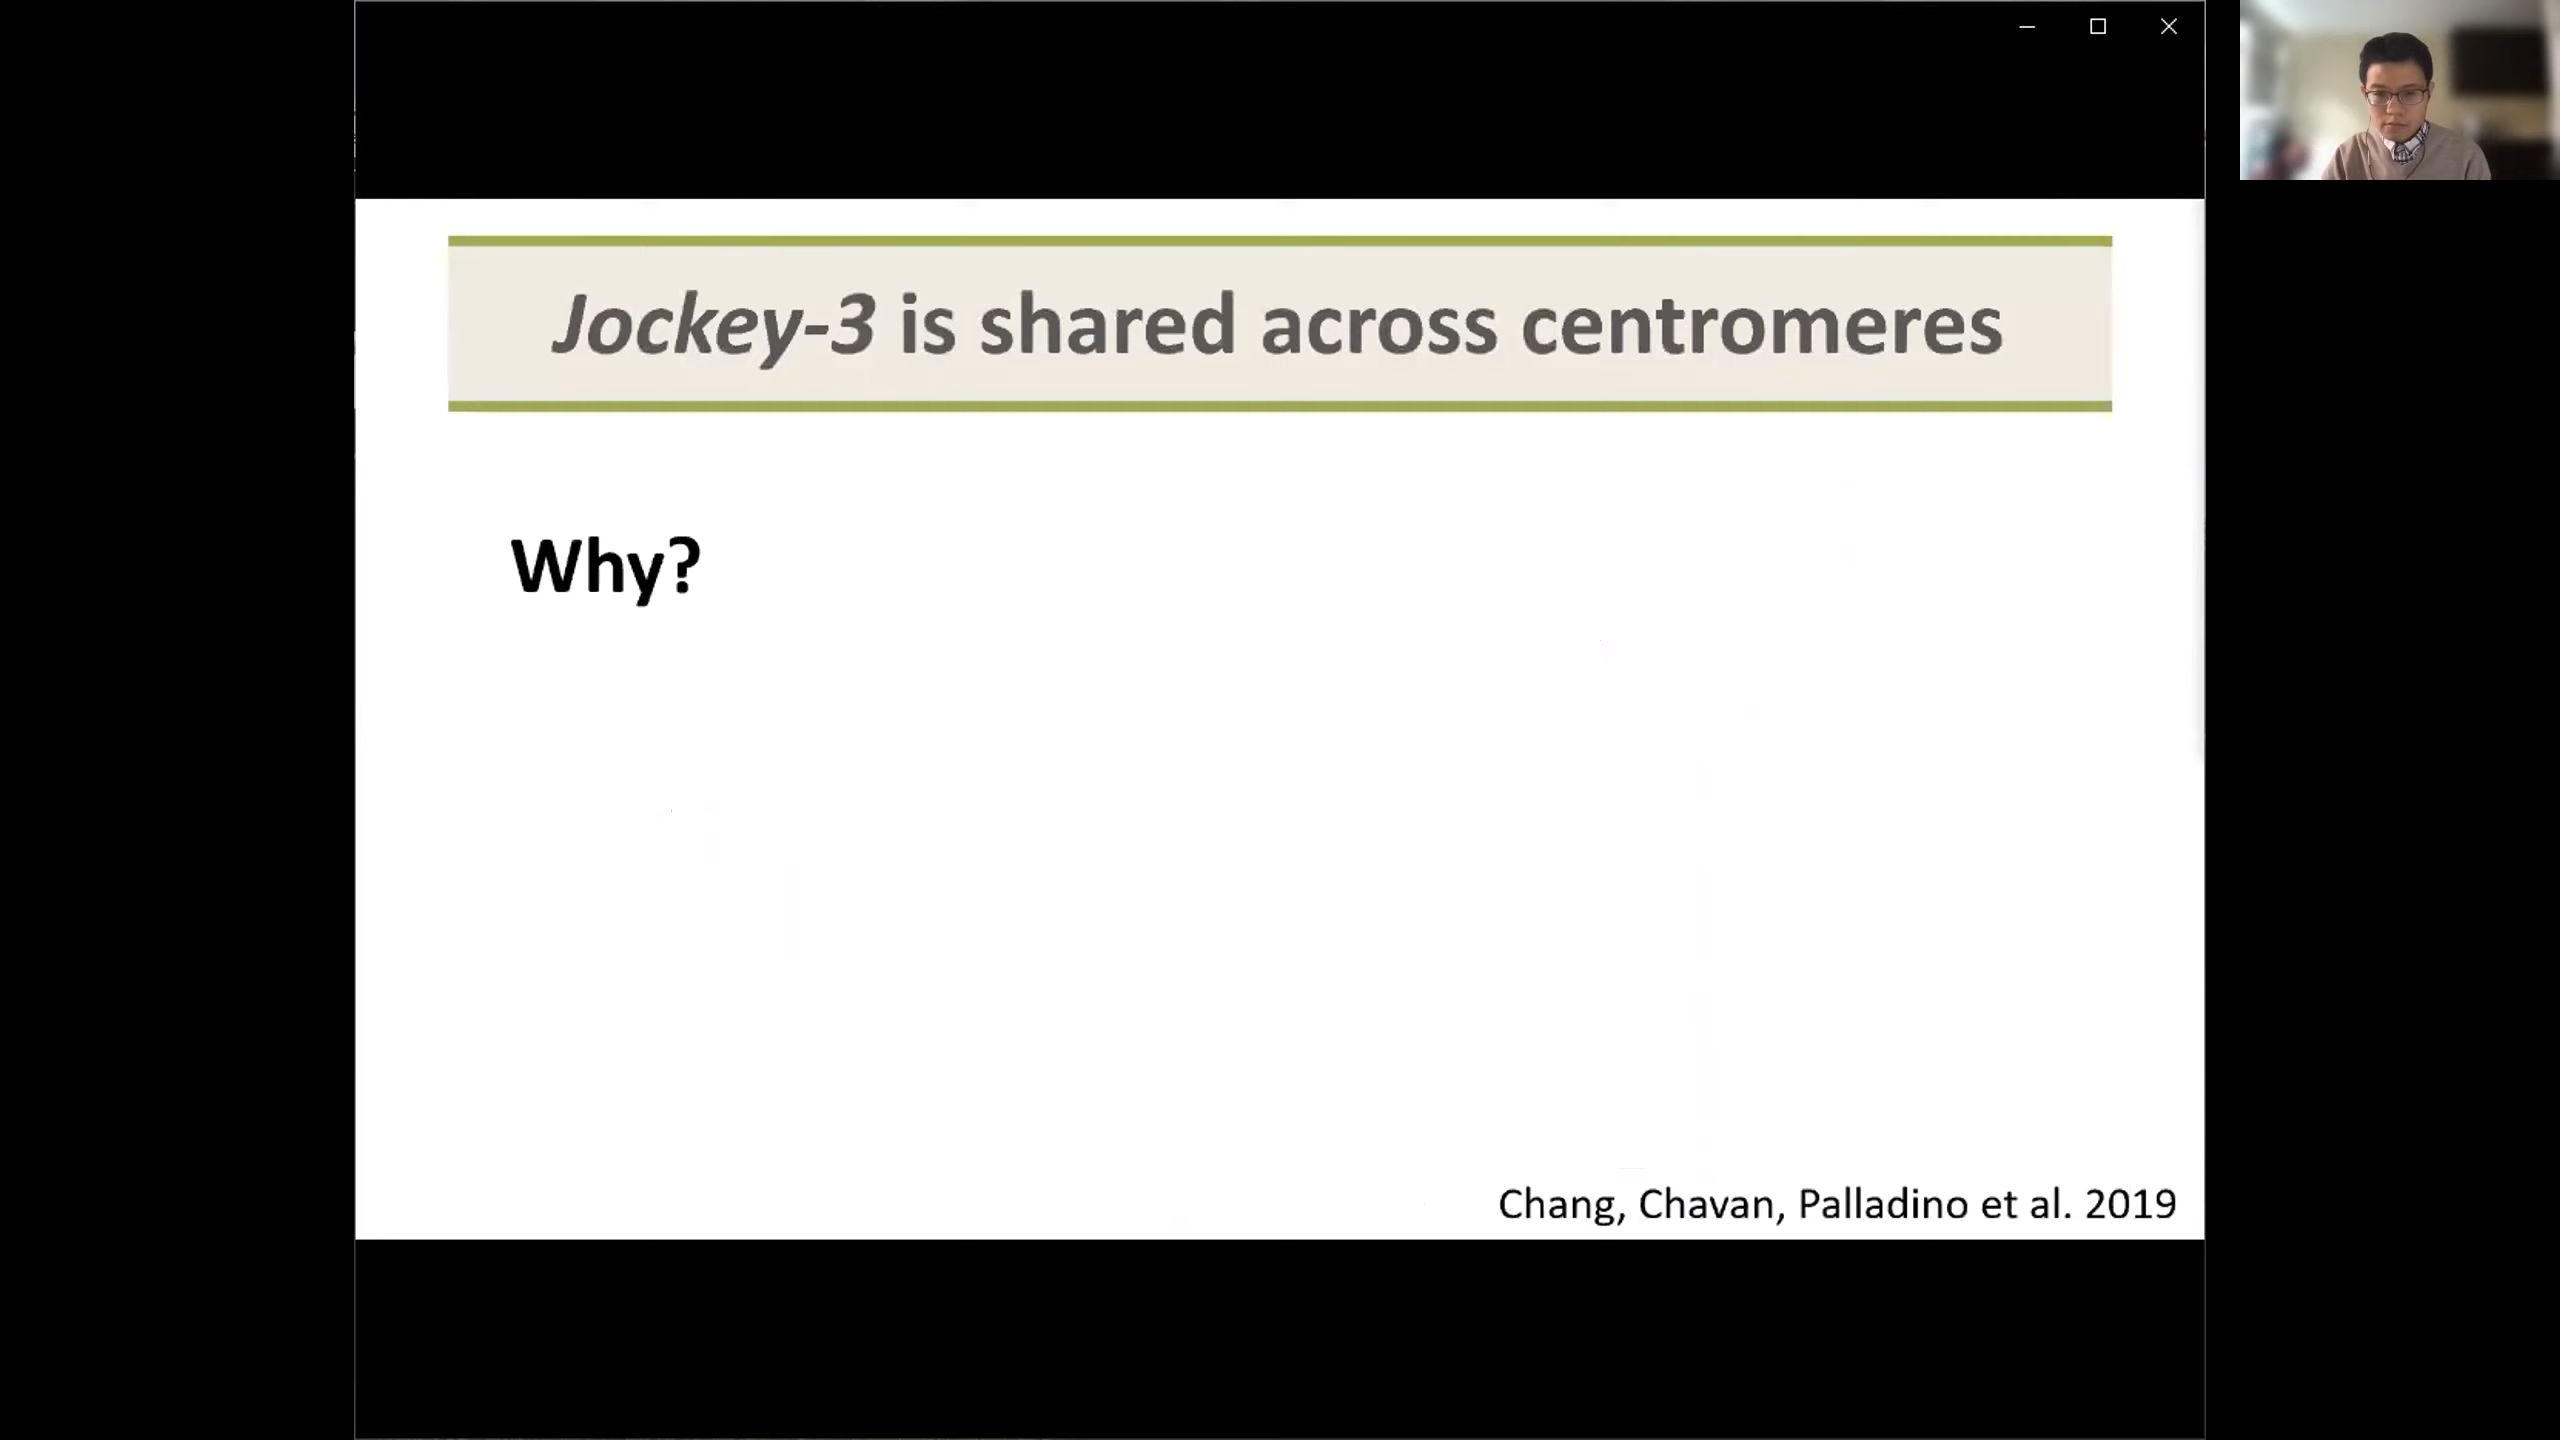 Jockey-3 is shared across centromeres
Why?
Chang, Chavan, Palladino et al. 2019